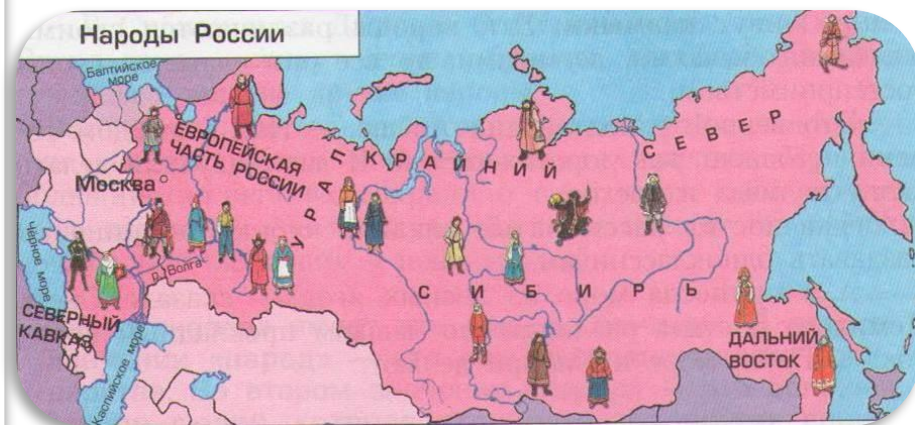 Народы России
Балтийское
море
ЕВРОПЕЙСКАЯ
ЧАСТЬ РОССИИ
Москва
УРАЛ
КРАЙНИЙ СЕВЕР
Черное море
р. Волга
СЕВЕРНЫЙ
КАВКАЗ
Каспийское море
СИБИРЬ
ДАЛЬНИЙ
ВОСТОК